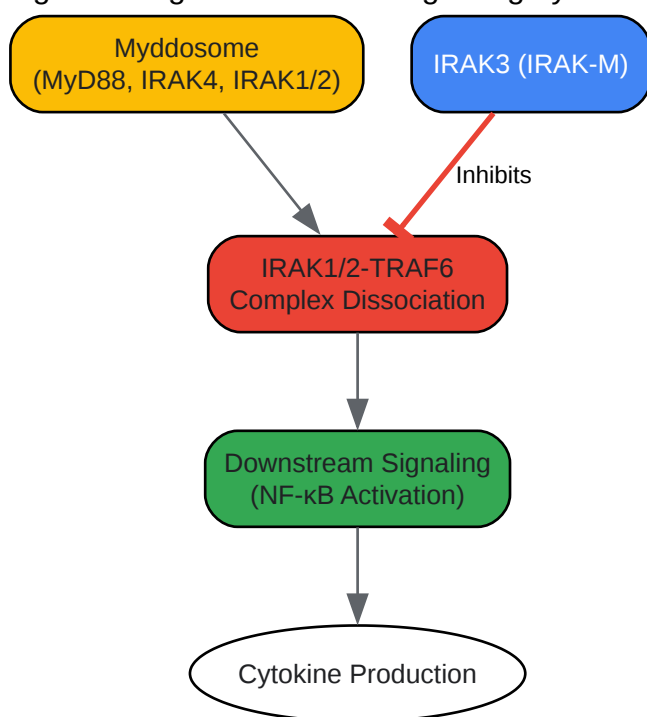 Myddosome
(MyD88, IRAK4, IRAK1/2)
IRAK3 (IRAK-M)
Inhibits
IRAK1/2-TRAF6
Complex Dissociation
Downstream Signaling
(NF-κB Activation)
Cytokine Production